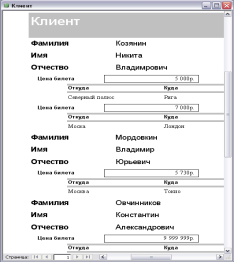 Клиент
Клиент
Фамилия Козянин
Имя Никита
Отчество Владимрович
Цена билета 5 000р.
Откуда Куда
Северный полюс Рига
Цена билета 7 000р.
Откуда Куда
Москва Лондон
Фамилия Мордовкин
Имя Владимир
Отчество Юрьевич
Цена билета 5 730р.
Откуда Куда
Москва Токио
Фамилия Овчинников
Имя Константин
Отчество Александрович
Цена билета 9 999 999р.
Откуда Куда
Страница: 1